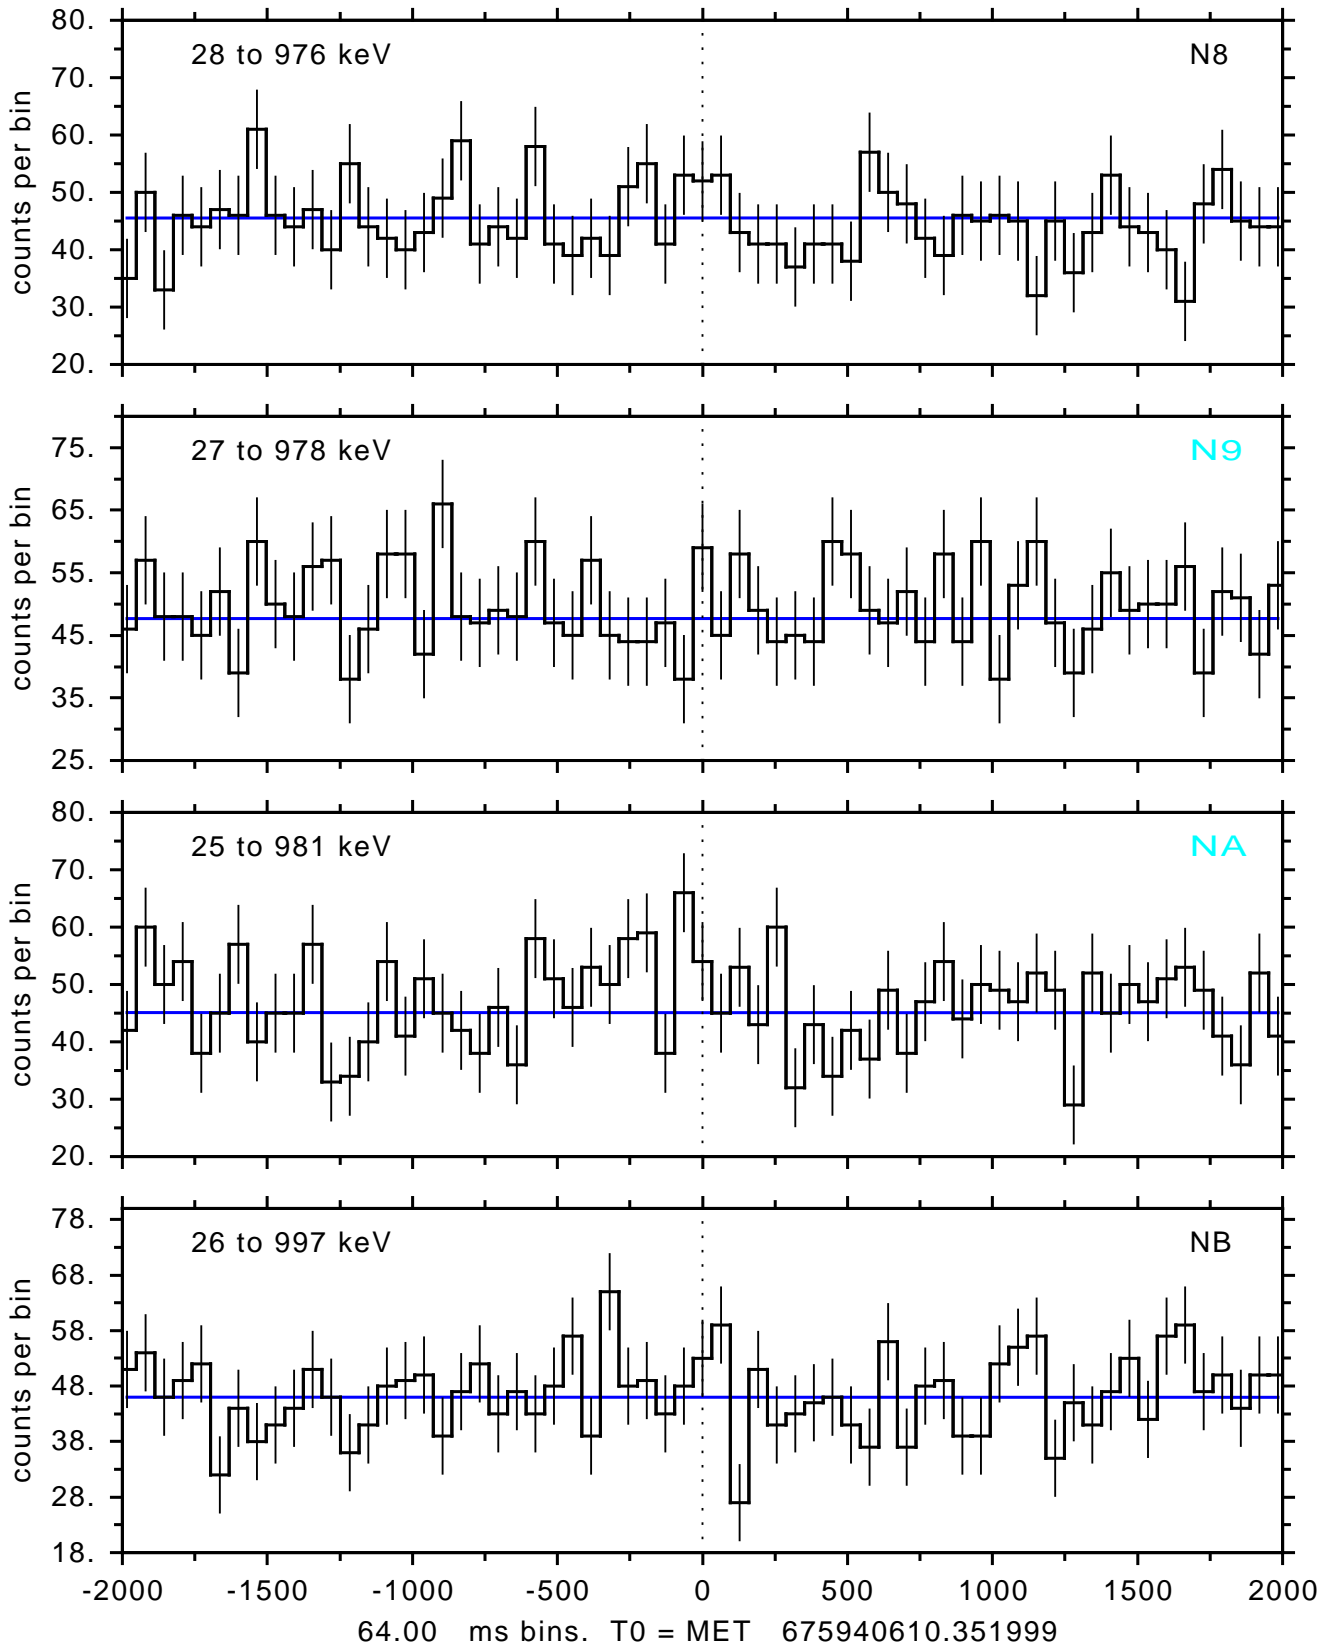 80.
28 to 976 keV N8
70.
60.
50.
40.
30.
20.
counts per bin
27 to 978 keV N9
75.
65.
55.
45.
35.
25.
counts per bin
80.
25 to 981 keV NA
70.
60.
50.
40.
30.
20.
counts per bin
78.
26 to 997 keV NB
68.
58.
48.
38.
28.
18.
counts per bin
-2000 -1500 -1000 -500 0 500 1000 1500 2000
64.00 ms bins. T0 = MET 675940610.351999